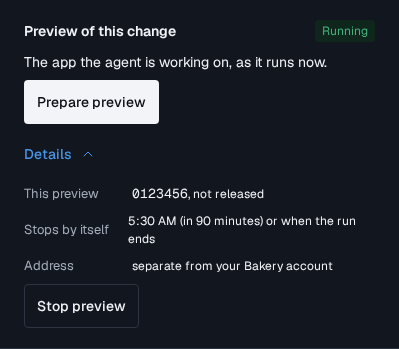 Preview of this change
Running
The app the agent is working on, as it runs now.
Prepare preview
Details
This preview 0123456, not released
Stops by itself 5:30 AM (in 90 minutes) or when the run
ends
Address separate from your Bakery account
Stop preview